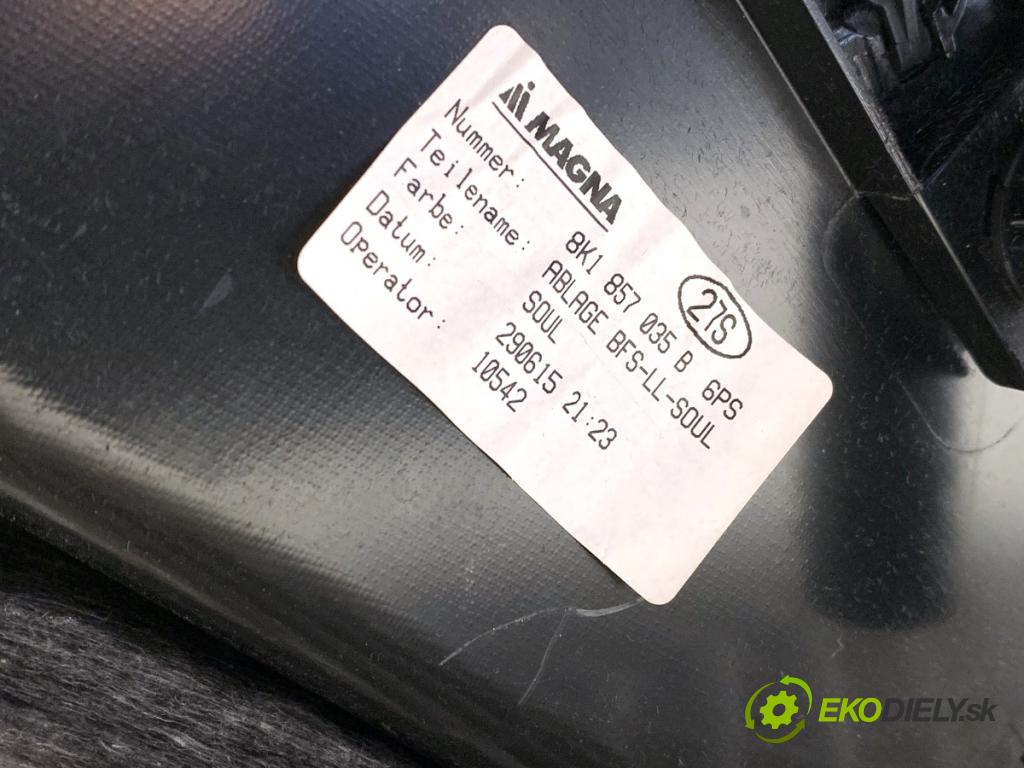 MAGNA
Nummer: 8K1 857 035 B 6PS
Teilename: ABLAGE BFS-LL-SOUL
Farbe: SOUL
Datum: 290615 21:23
Operator: 10542
27S
EKODIELY.sk